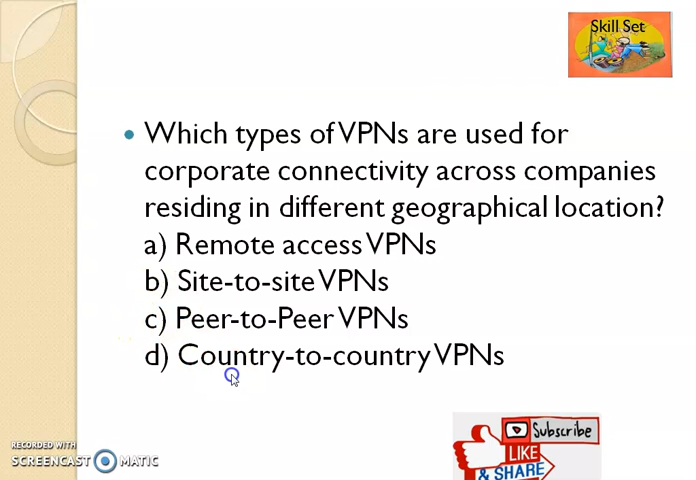 Skill Set
Which types of VPNs are used for
corporate connectivity across companies
residing in different geographical location?
a) Remote access VPNs
b) Site-to-site VPNs
c) Peer-to-Peer VPNs
d) Country-to-country VPNs
Subscribe
LIKE
& SHARE
RECORDED WITH
SCREENCAST MATIC